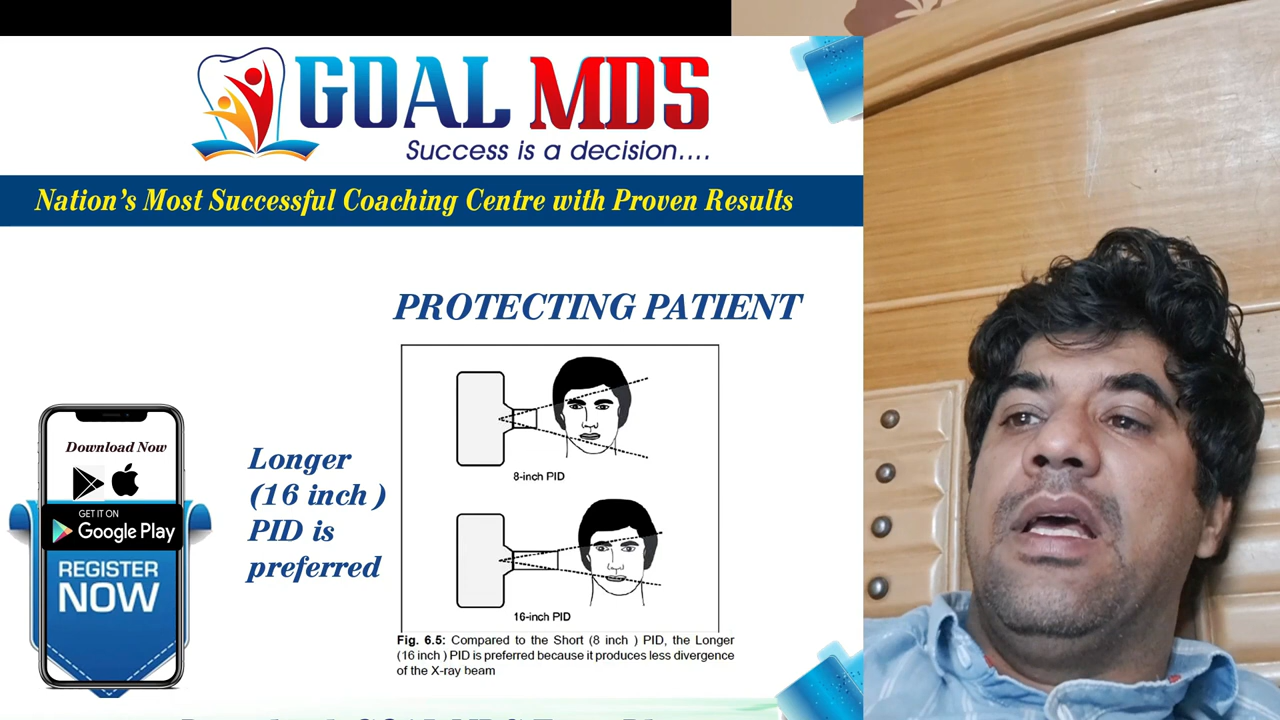 GOAL MDS
Success is a decision....
Nation's Most Successful Coaching Centre with Proven Results
PROTECTING PATIENT
Download Now
GET IT ON
Google Play
REGISTER
NOW
Longer
(16 inch )
PID is
preferred
8-inch PID
16-inch PID
Fig. 6.5: Compared to the Short (8 inch ) PID, the Longer
(16 inch ) PID is preferred because it produces less divergence
of the X-ray beam